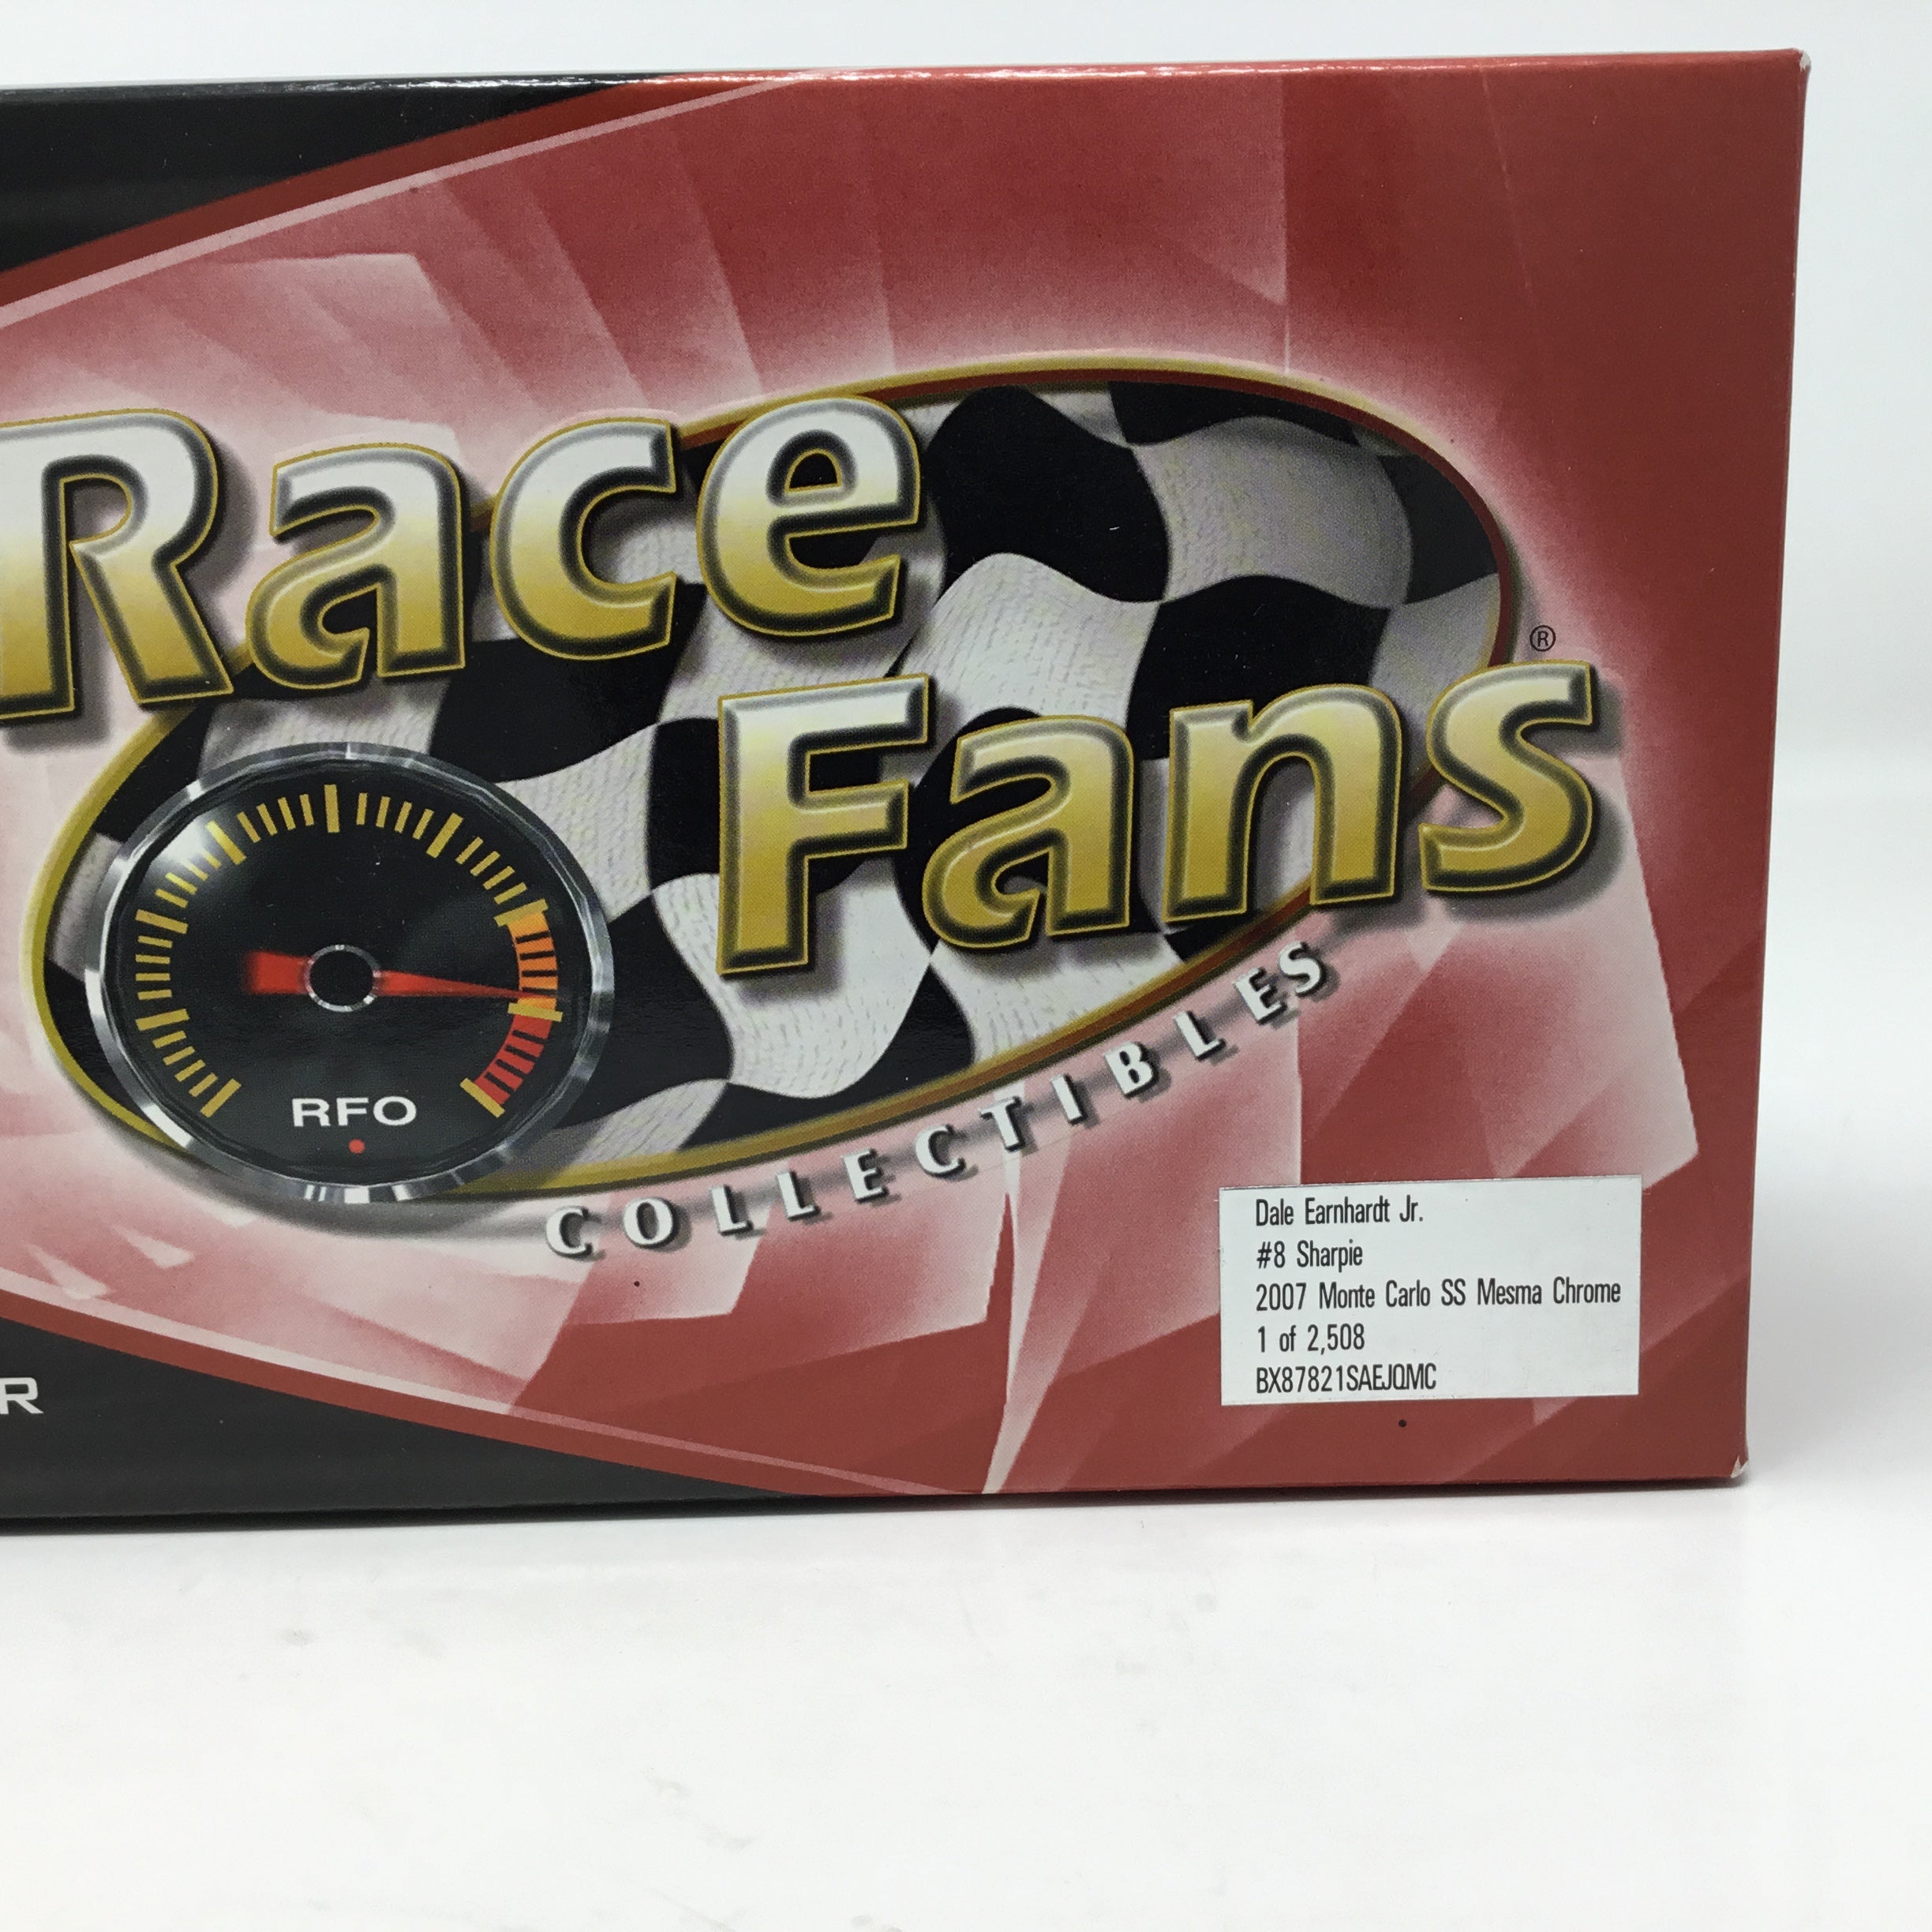 Race
Fans
®
COLLECTIBLES
RFO
Dale Earnhardt Jr.
#8 Sharpie
2007 Monte Carlo SS Mesma Chrome
1 of 2,508
BX87821SAEJQMC
R